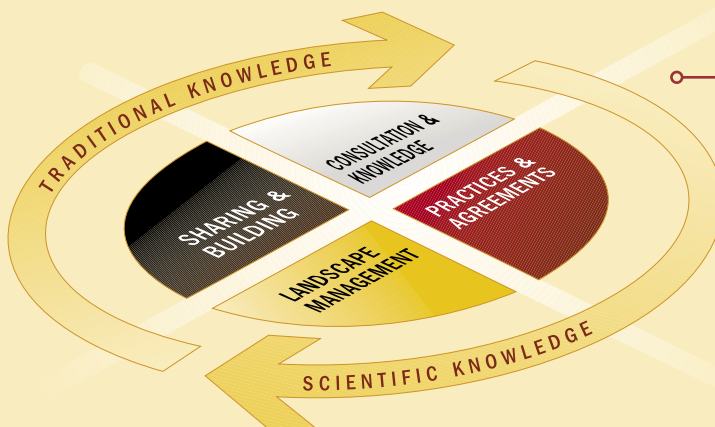 TRADITIONAL KNOWLEDGE
CONSULTATION &
KNOWLEDGE
PRACTICES &
AGREEMENTS
SHARING &
BUILDING
LANDSCAPE
MANAGEMENT
SCIENTIFIC KNOWLEDGE